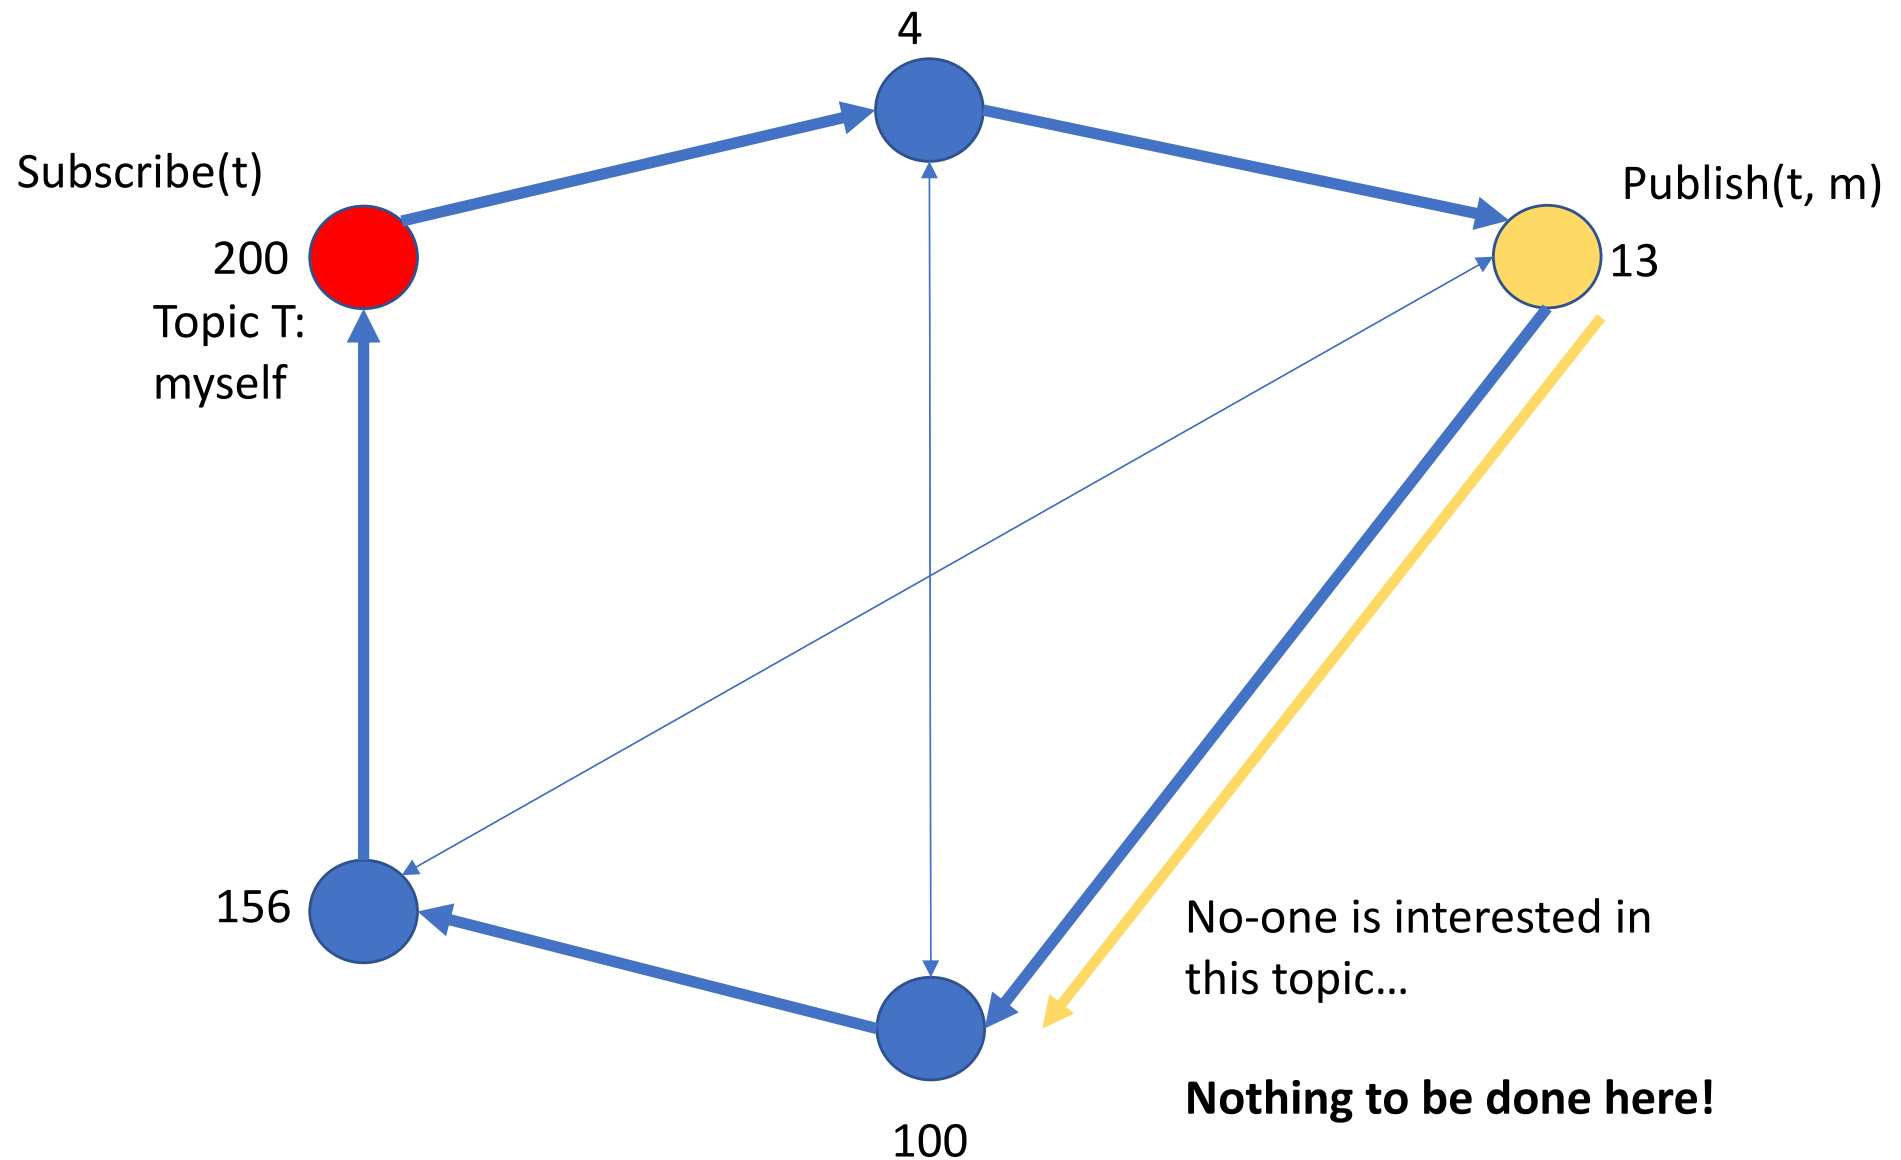 4
Subscribe(t)
Publish(t, m)
200
13
Topic T:
myself
156
No-one is interested in
this topic…
Nothing to be done here!
100